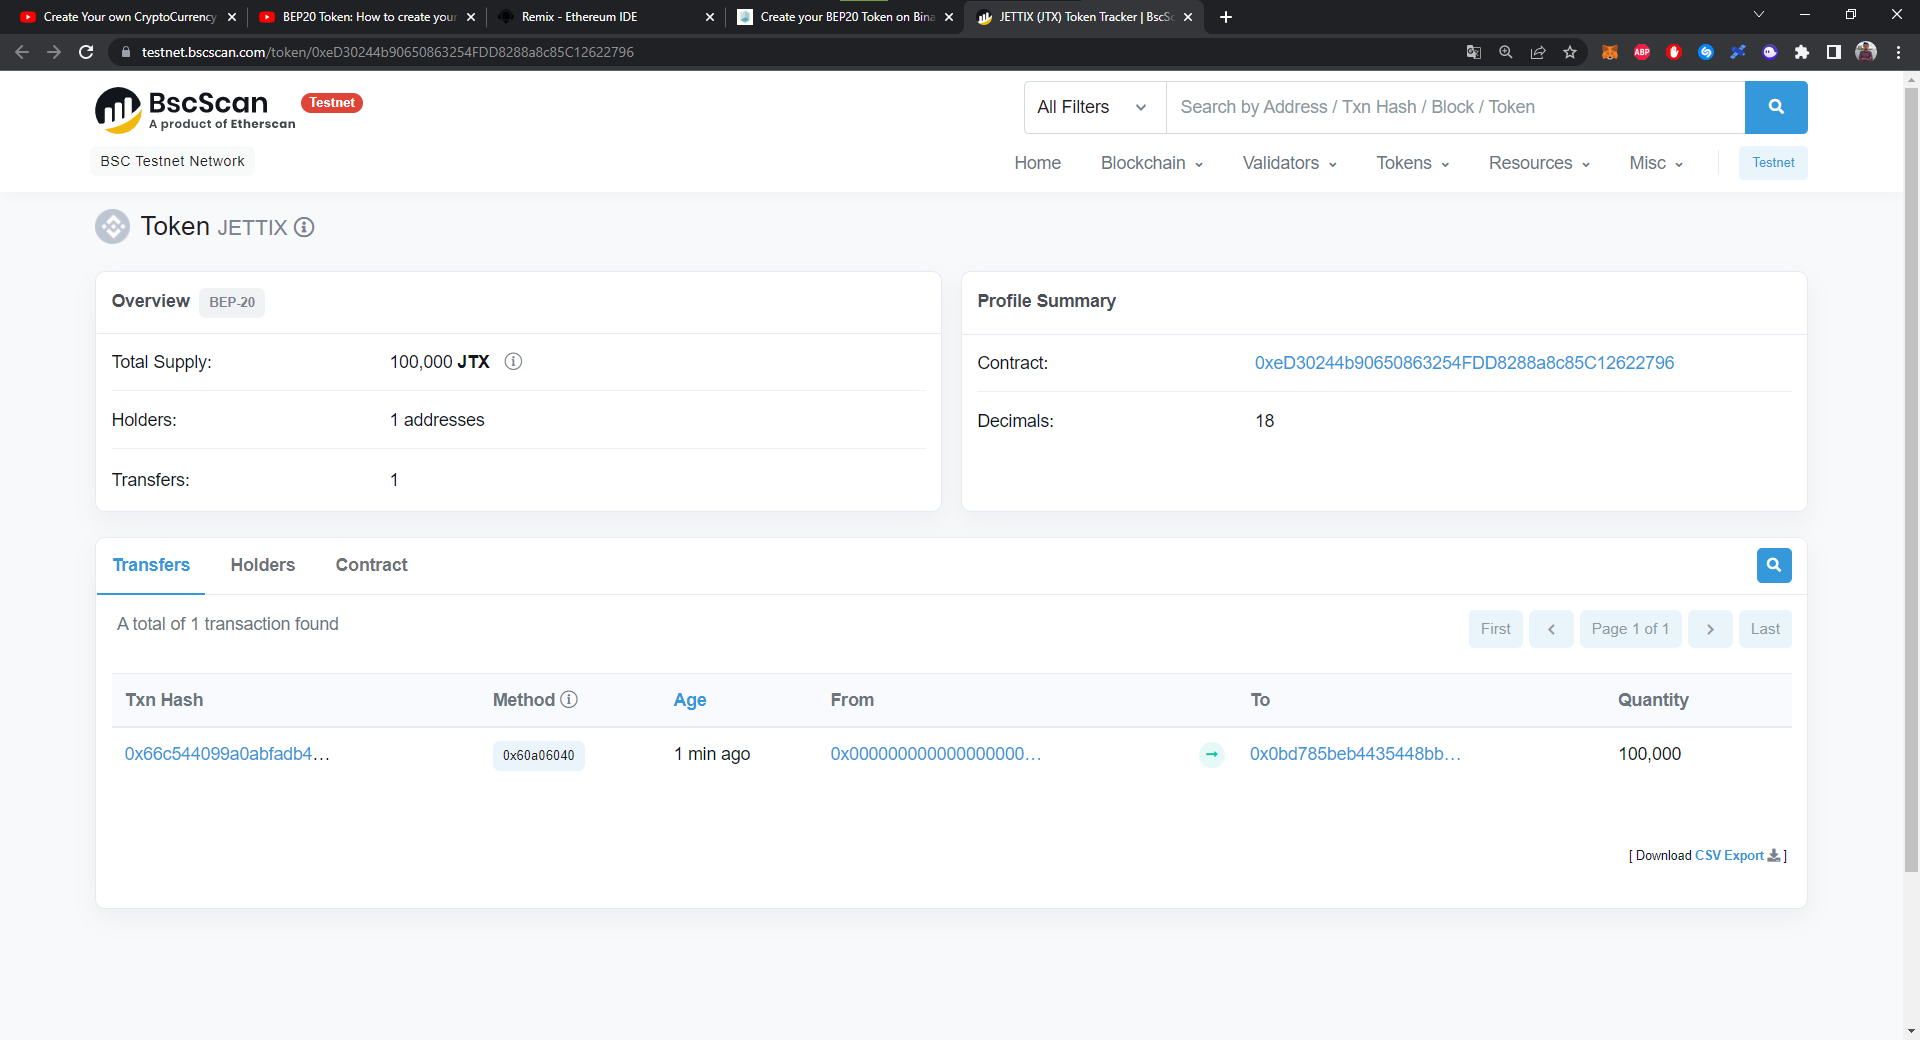 Create Your own CryptoCurrency
BEP20 Token: How to create your
Remix - Ethereum IDE
Create your BEP20 Token on Bina
JETTIX (JTX) Token Tracker | BscSc
testnet.bscscan.com/token/0xeD30244b90650863254FDD8288a8c85C12622796
ABP
BscScan
A product of Etherscan
Testnet
BSC Testnet Network
All Filters
Search by Address / Txn Hash / Block / Token
Home
Blockchain
Validators
Tokens
Resources
Misc
Testnet
Token JETTIX
Overview BEP-20
Total Supply: 100,000 JTX
Holders: 1 addresses
Transfers: 1
Profile Summary
Contract: 0xeD30244b90650863254FDD8288a8c85C12622796
Decimals: 18
Transfers Holders Contract
A total of 1 transaction found
First
Page 1 of 1
Last
Txn Hash Method Age From To Quantity
0x66c544099a0abfadb4... 0x60a06040 1 min ago 0x000000000000000000... 0x0bd785beb4435448bb... 100,000
[ Download CSV Export ]